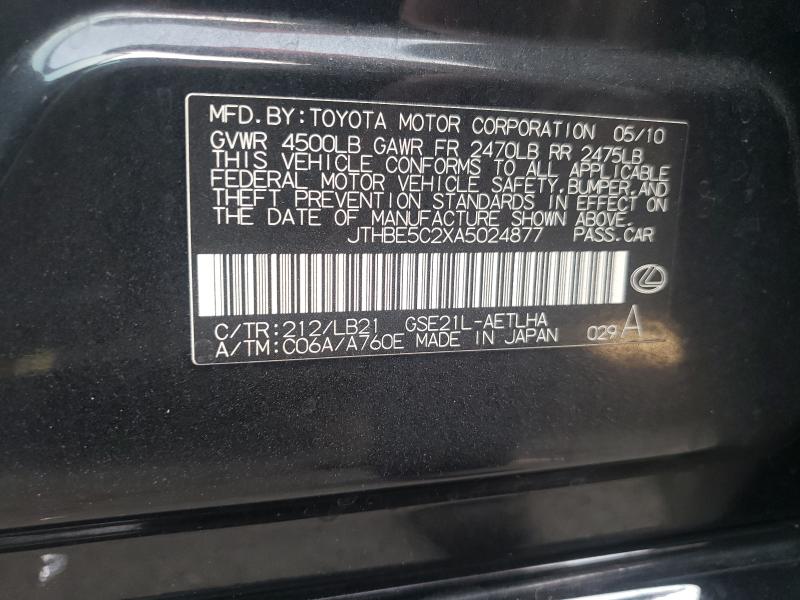 MFD.BY:TOYOTA MOTOR CORPORATION 05/10
GVWR 4500LB GAWR FR 2470LB RR 2475LB
THIS VEHICLE CONFORMS TO ALL APPLICABLE
FEDERAL MOTOR VEHICLE SAFETY,BUMPER,AND
THEFT PREVENTION STANDARDS IN EFFECT ON
THE DATE OF MANUFACTURE SHOWN ABOVE.
JTHBE5C2XA5024877 PASS.CAR
C/TR:212/LB21 GSE21L-AETLHA
A/TM:C06A/A760E MADE IN JAPAN 029 A